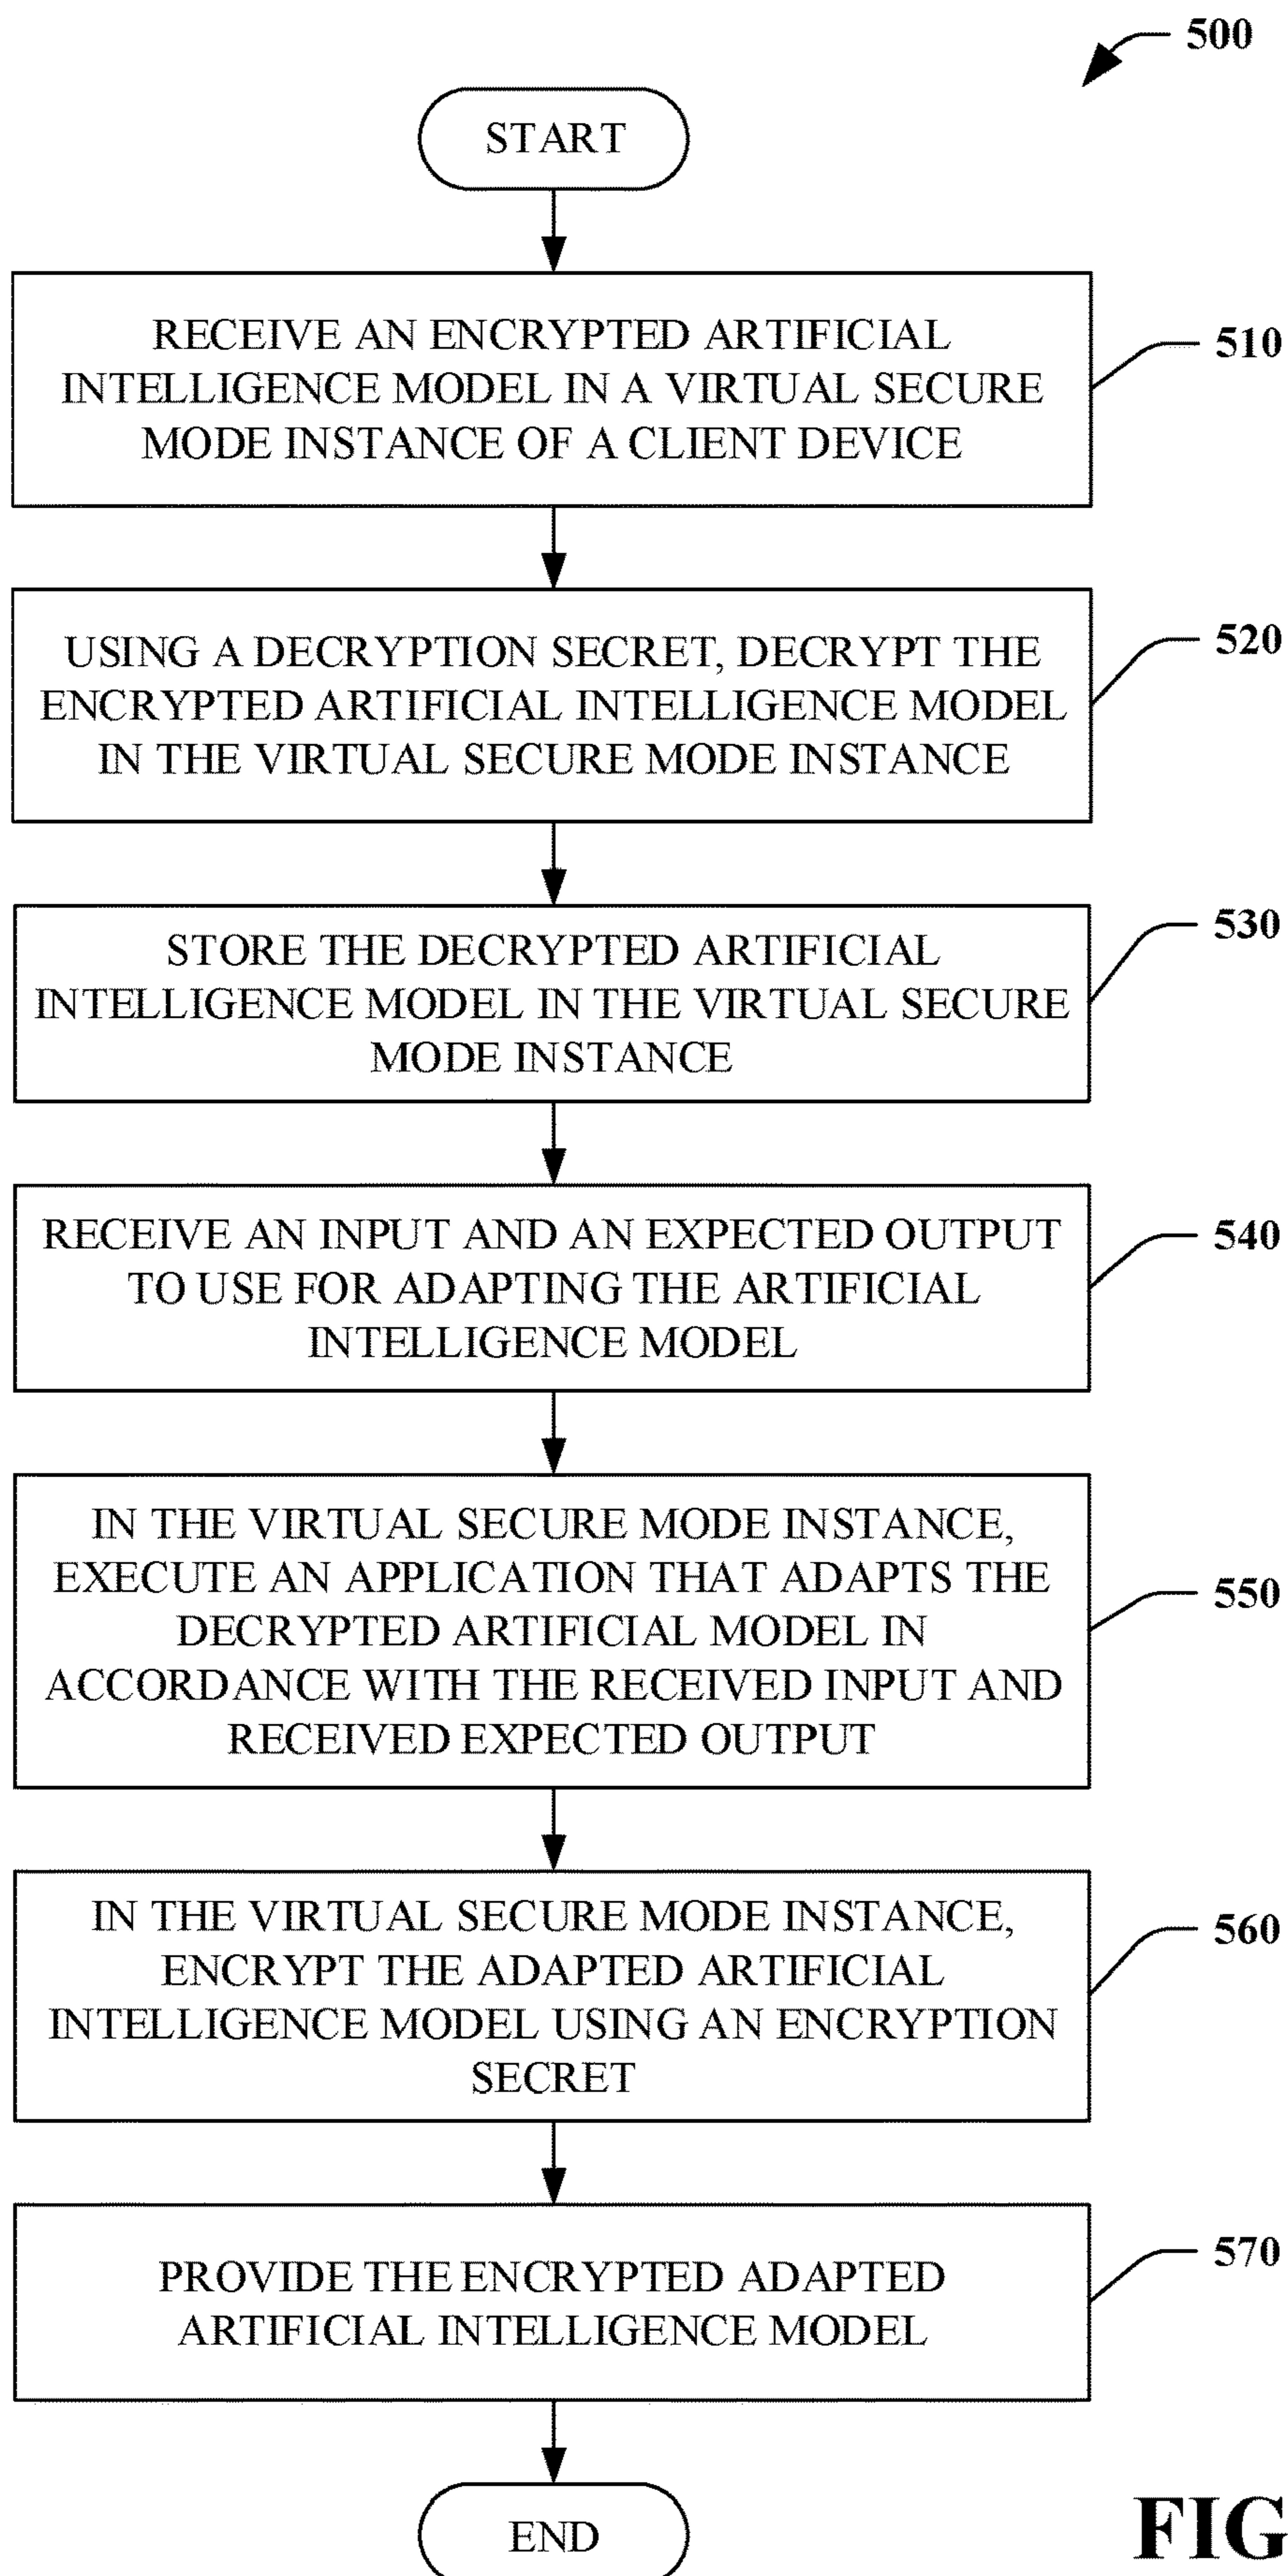 500
START
RECEIVE AN ENCRYPTED ARTIFICIAL
INTELLIGENCE MODEL IN A VIRTUAL SECURE
MODE INSTANCE OF A CLIENT DEVICE
510
USING A DECRYPTION SECRET, DECRYPT THE
ENCRYPTED ARTIFICIAL INTELLIGENCE MODEL
IN THE VIRTUAL SECURE MODE INSTANCE
520
STORE THE DECRYPTED ARTIFICIAL
INTELLIGENCE MODEL IN THE VIRTUAL SECURE
MODE INSTANCE
530
RECEIVE AN INPUT AND AN EXPECTED OUTPUT
TO USE FOR ADAPTING THE ARTIFICIAL
INTELLIGENCE MODEL
540
IN THE VIRTUAL SECURE MODE INSTANCE,
EXECUTE AN APPLICATION THAT ADAPTS THE
DECRYPTED ARTIFICIAL MODEL IN
ACCORDANCE WITH THE RECEIVED INPUT AND
RECEIVED EXPECTED OUTPUT
550
IN THE VIRTUAL SECURE MODE INSTANCE,
ENCRYPT THE ADAPTED ARTIFICIAL
INTELLIGENCE MODEL USING AN ENCRYPTION
SECRET
560
PROVIDE THE ENCRYPTED ADAPTED
ARTIFICIAL INTELLIGENCE MODEL
570
END
FIG